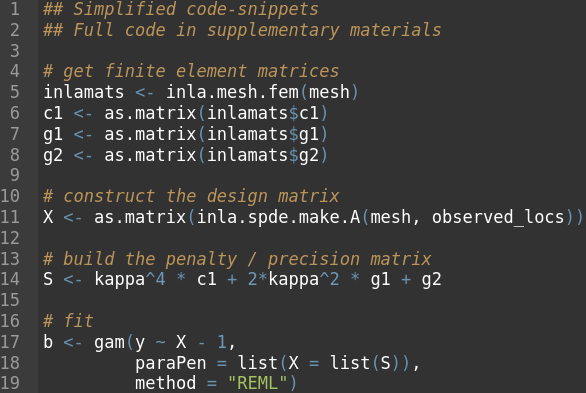 1 ## Simplified code-snippets
2 ## Full code in supplementary materials
3
4 # get finite element matrices
5 inlamats <- inla.mesh.fem(mesh)
6 c1 <- as.matrix(inlamats$c1)
7 g1 <- as.matrix(inlamats$g1)
8 g2 <- as.matrix(inlamats$g2)
9
10 # construct the design matrix
11 X <- as.matrix(inla.spde.make.A(mesh, observed_locs))
12
13 # build the penalty / precision matrix
14 S <- kappa^4 * c1 + 2*kappa^2 * g1 + g2
15
16 # fit
17 b <- gam(y ~ X - 1,
18          paraPen = list(X = list(S)),
19          method = "REML")